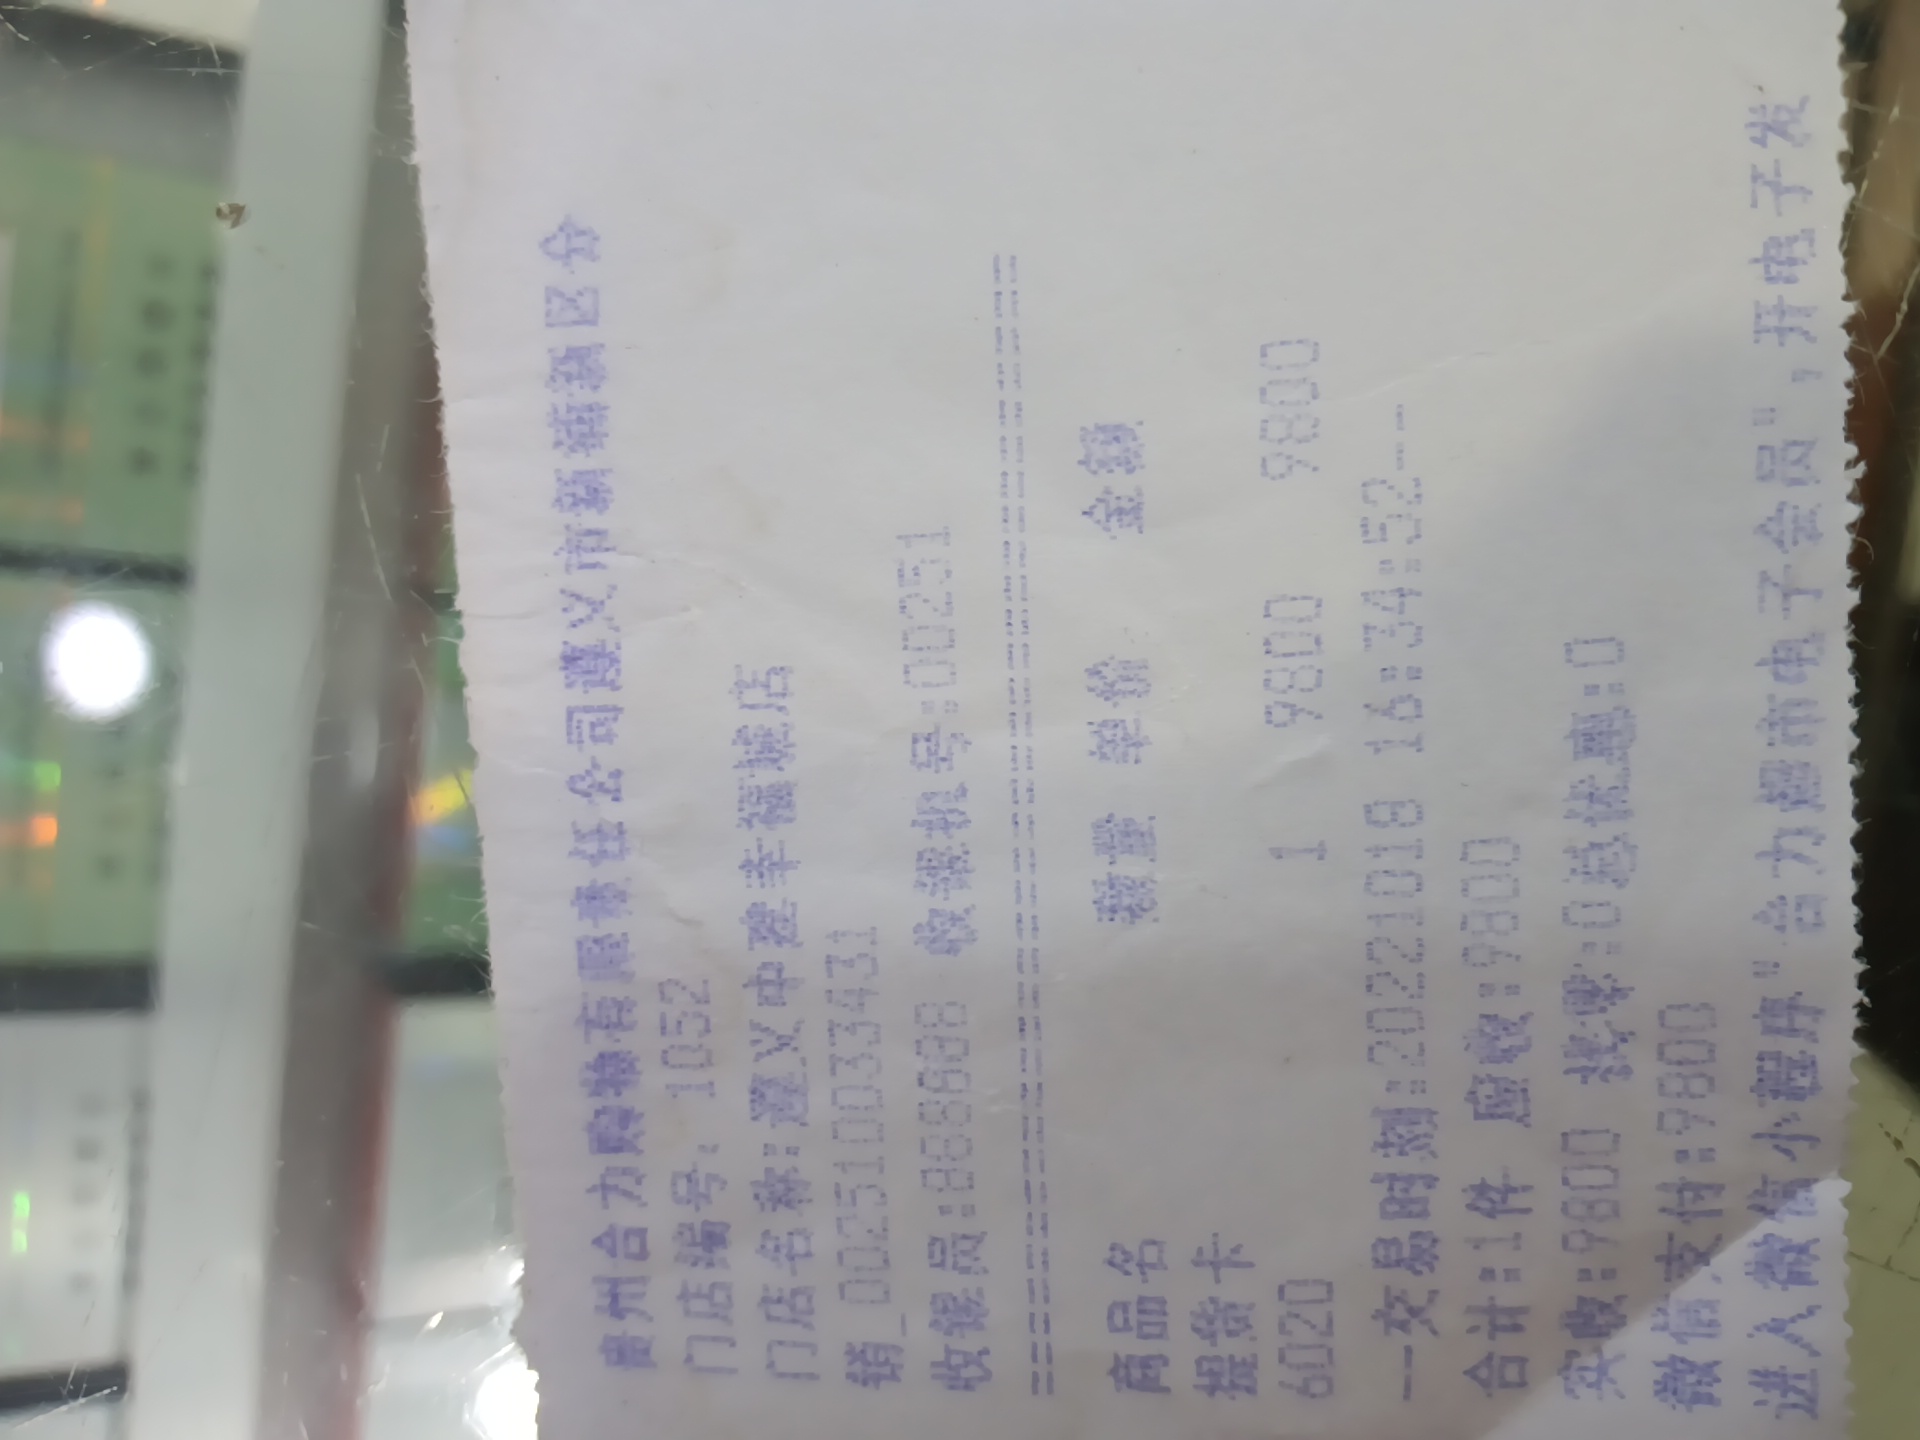 贵州合力购物有限责任公司遵义市新蒲新区分
门店编号: 1052
门店名称:遵义中建幸福城店
销_00251003343­1
收银员:888888 收银机号:00251
================================
商品名 数量 单价 金额
提货卡
6020 1 9800 9800
—交易时刻:20221018 16:34:52--
合计:1件 应收:9800
实收:9800 找零:0总优惠:0
微信支付:9800
进入微信小程序"合力超市电子会员",开电子发